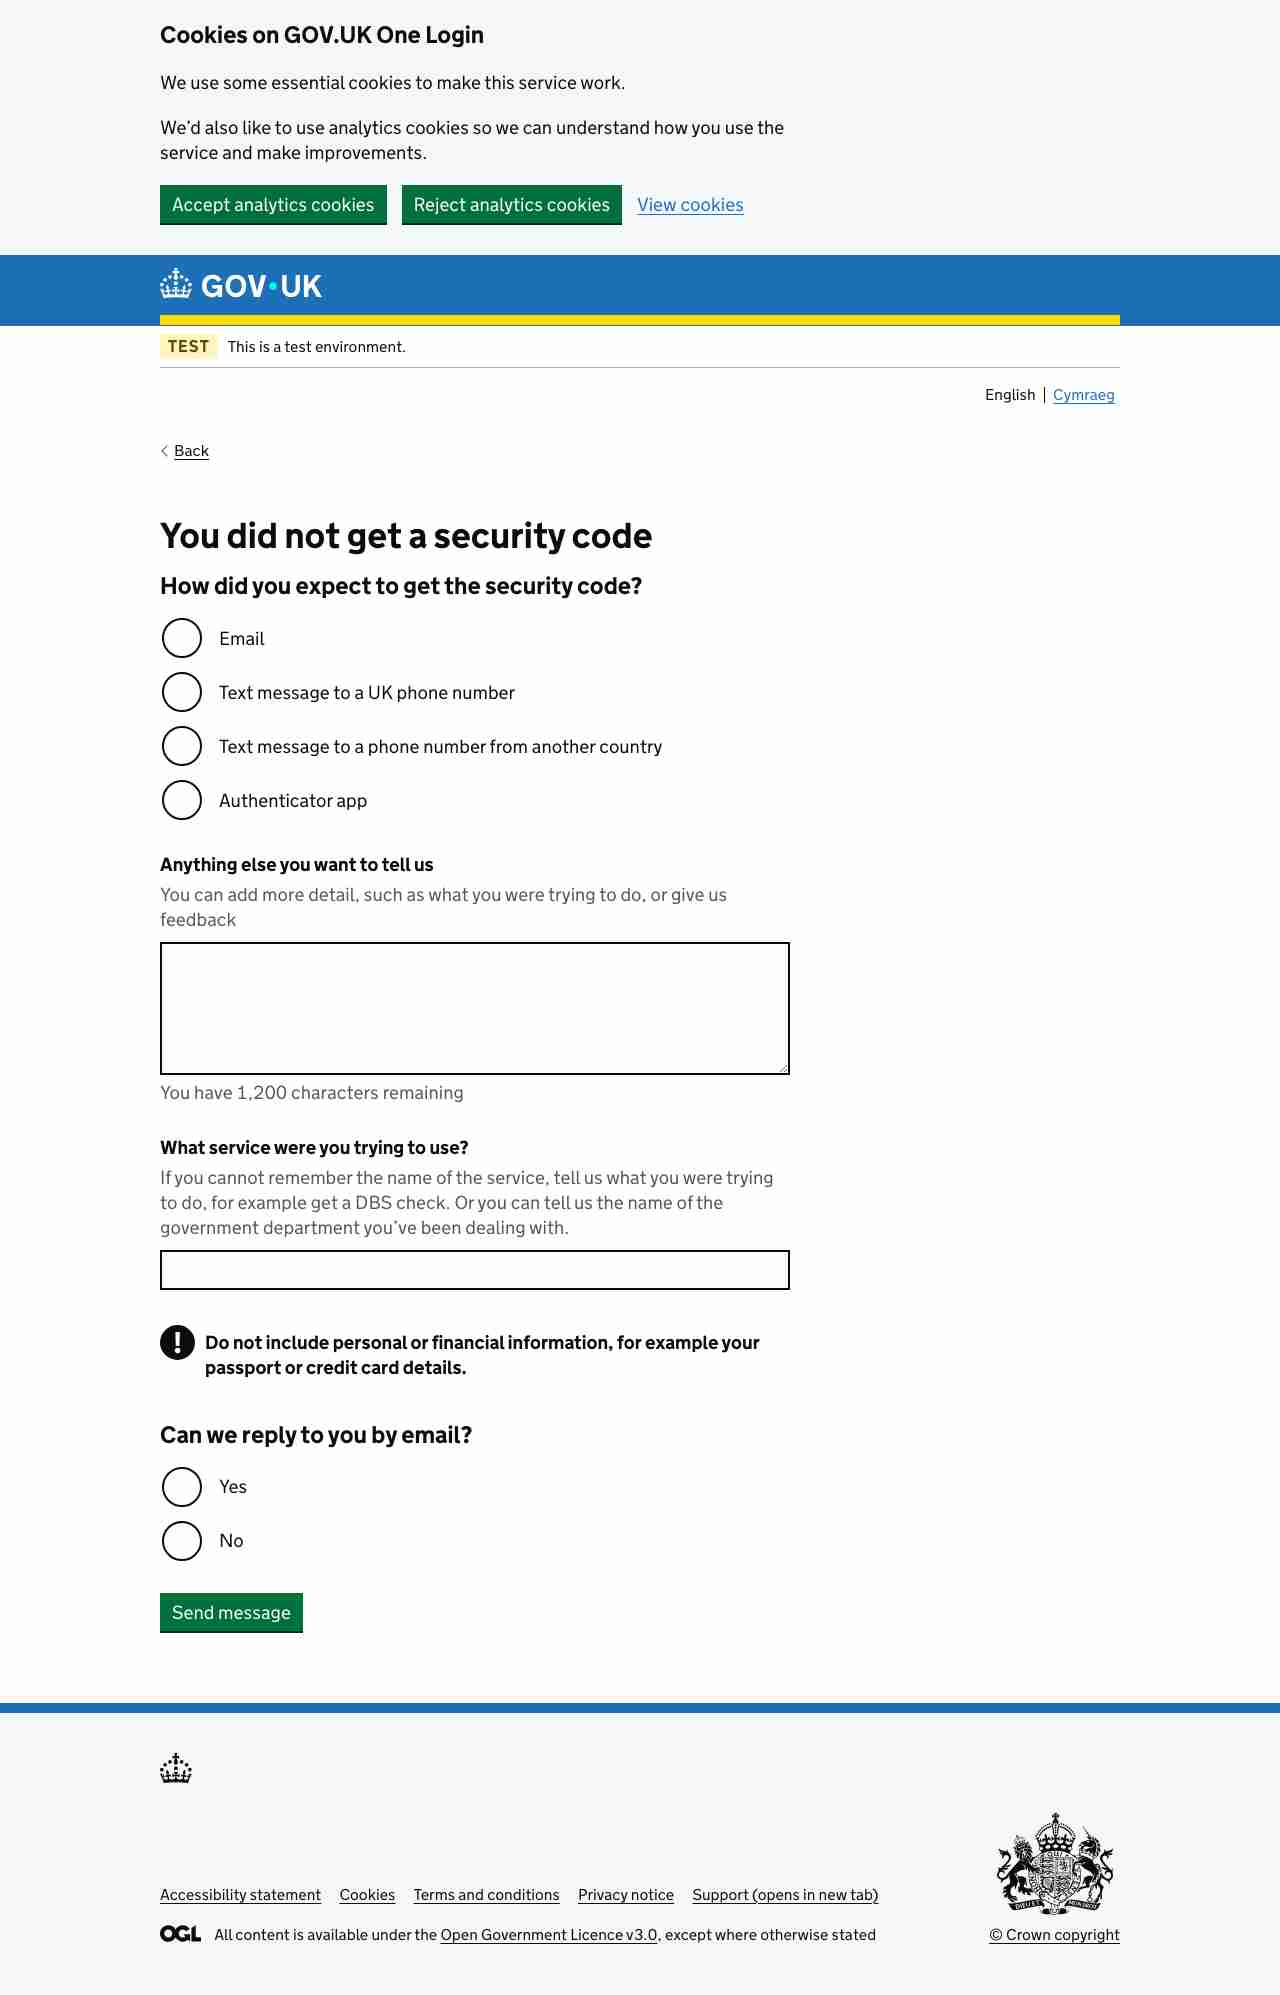 Cookies on GOV.UK One Login
We use some essential cookies to make this service work.
We’d also like to use analytics cookies so we can understand how you use the
service and make improvements.
Accept analytics cookies Reject analytics cookies View cookies
GOV•UK
TEST This is a test environment.
English Cymraeg
Back
You did not get a security code
How did you expect to get the security code?
Email
Text message to a UK phone number
Text message to a phone number from another country
Authenticator app
Anything else you want to tell us
You can add more detail, such as what you were trying to do, or give us
feedback
You have 1,200 characters remaining
What service were you trying to use?
If you cannot remember the name of the service, tell us what you were trying
to do, for example get a DBS check. Or you can tell us the name of the
government department you’ve been dealing with.
! Do not include personal or financial information, for example your
passport or credit card details.
Can we reply to you by email?
Yes
No
Send message
Accessibility statement Cookies Terms and conditions Privacy notice Support (opens in new tab)
OGL All content is available under the Open Government Licence v3.0, except where otherwise stated
© Crown copyright